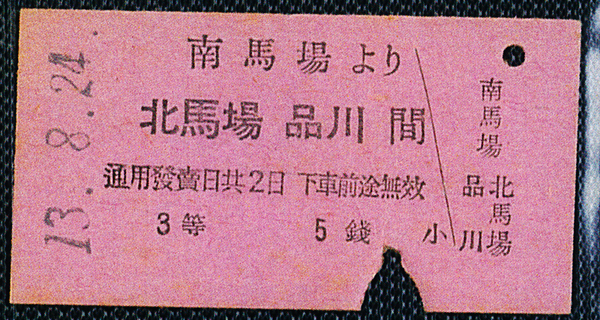 13. 8. 24.
南馬場より
北馬場 品川 間
通用發賣日共2日 下車前途無效
3等 5錢
小
南馬場
北馬場
品川